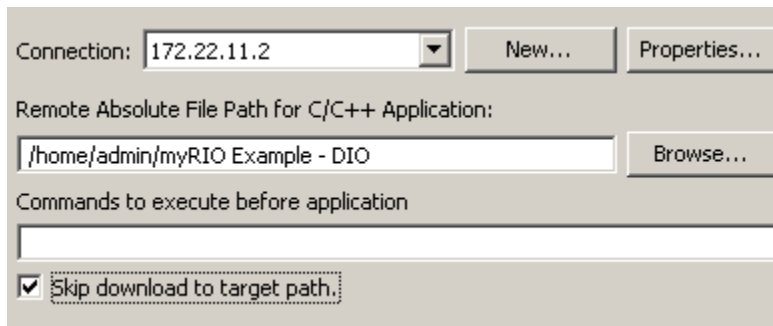 Connection: 172.22.11.2 New... Properties...
Remote Absolute File Path for C/C++ Application:
/home/admin/myRIO Example - DIO Browse...
Commands to execute before application
Skip download to target path.